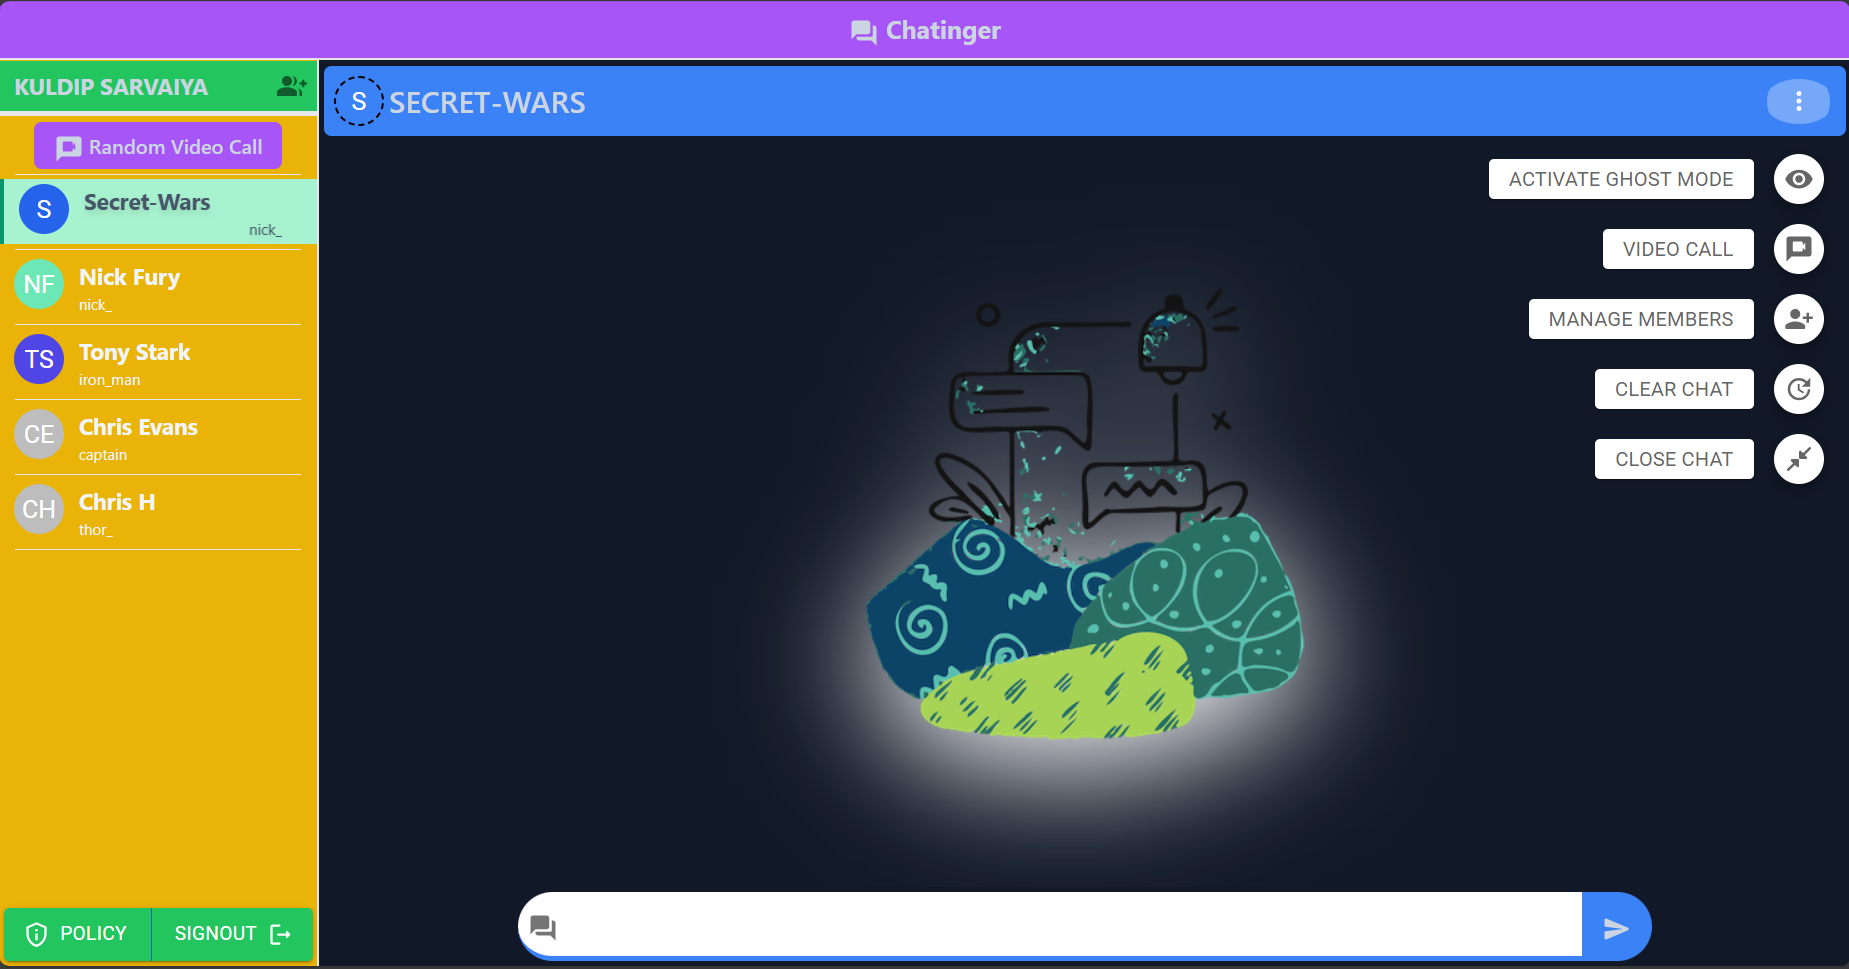 Chatinger
KULDIP SARVAIYA
Random Video Call
S
Secret-Wars
nick_
NF
Nick Fury
nick_
TS
Tony Stark
iron_man
CE
Chris Evans
captain
CH
Chris H
thor_
POLICY
SIGNOUT
S
SECRET-WARS
ACTIVATE GHOST MODE
VIDEO CALL
MANAGE MEMBERS
CLEAR CHAT
CLOSE CHAT